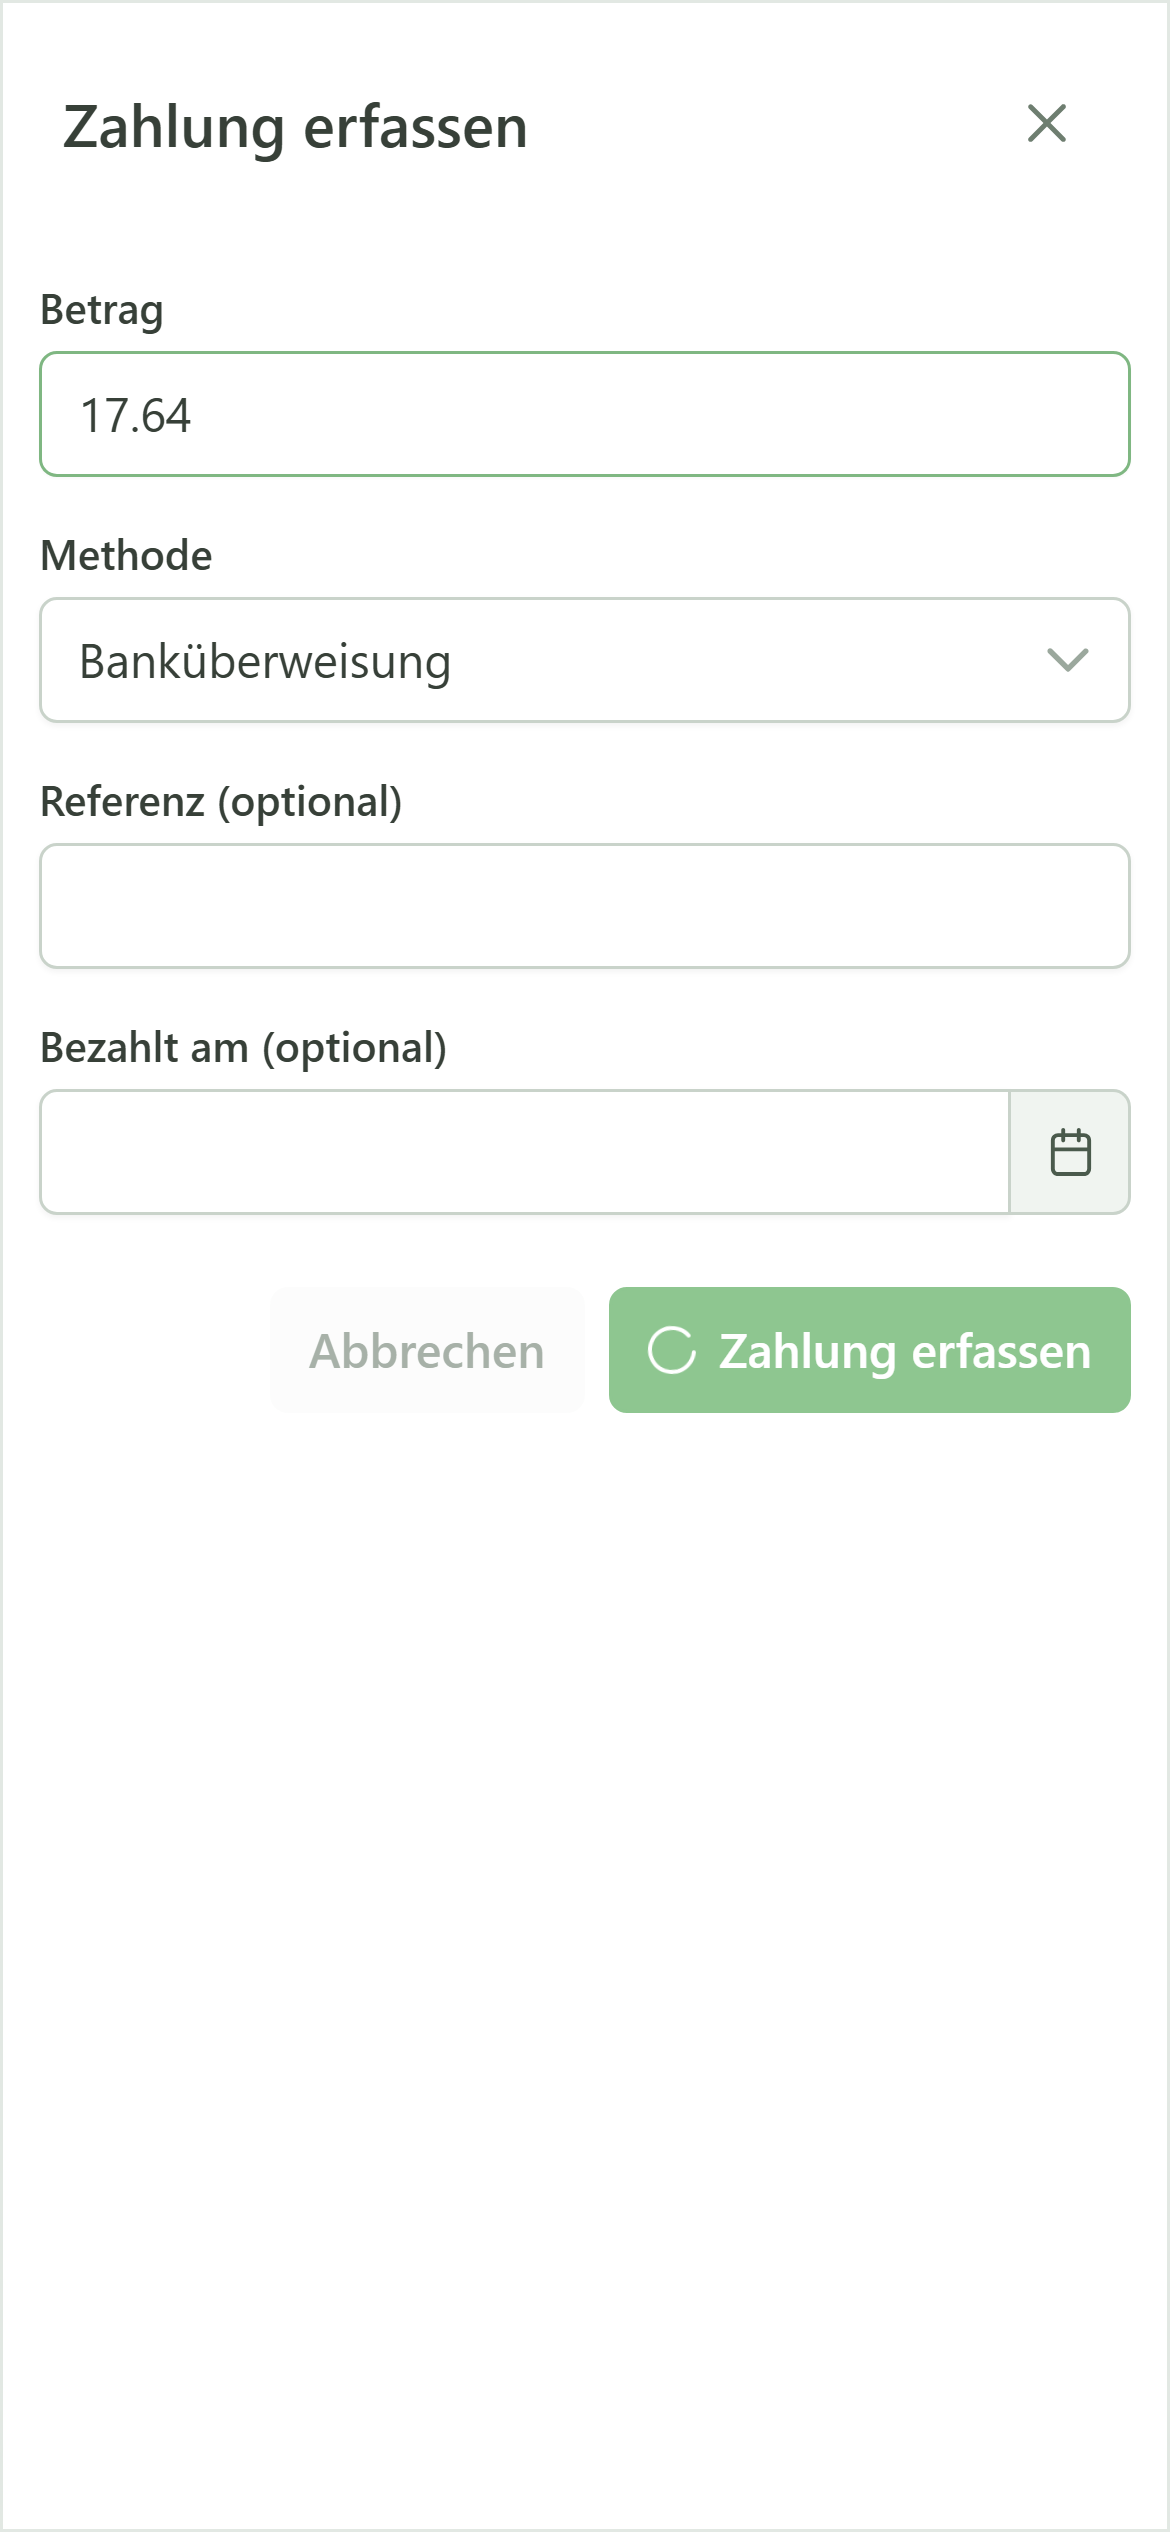 Zahlung erfassen
Betrag
17.64
Methode
Banküberweisung
Referenz (optional)
Bezahlt am (optional)
Abbrechen
Zahlung erfassen